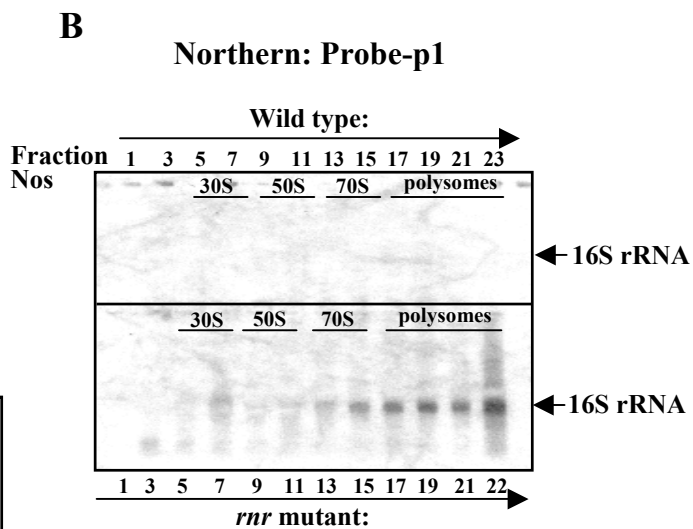 B
Northern: Probe-p1
Wild type:
Fraction Nos 1 3 5 7 9 11 13 15 17 19 21 23
30S 50S 70S polysomes
16S rRNA
30S 50S 70S polysomes
16S rRNA
1 3 5 7 9 11 13 15 17 19 21 22
rnr mutant: